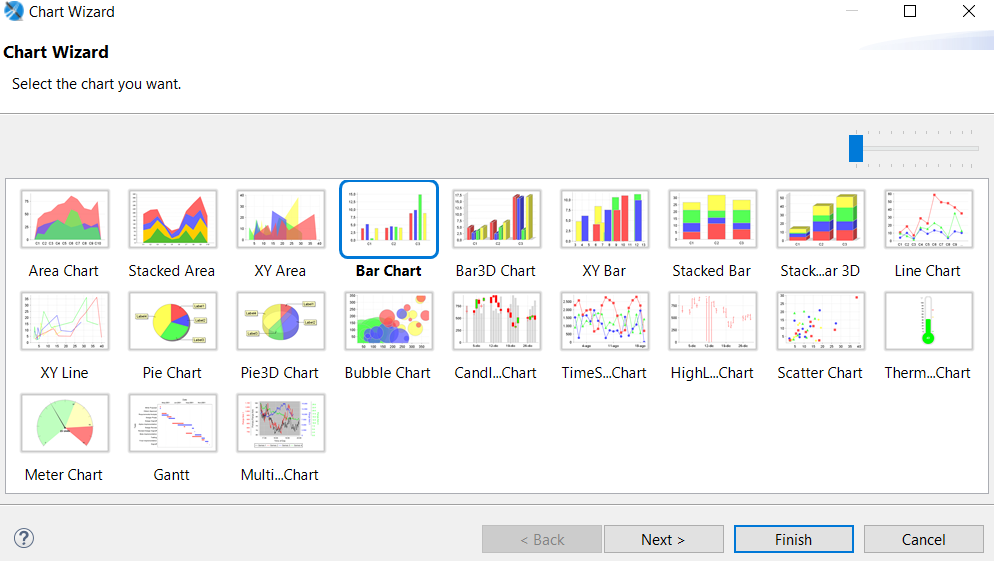 Chart Wizard
Chart Wizard
Select the chart you want.
Area Chart
Stacked Area
XY Area
Bar Chart
Bar3D Chart
XY Bar
Stacked Bar
Stack...ar 3D
Line Chart
XY Line
Pie Chart
Pie3D Chart
Bubble Chart
Candl...Chart
TimeS...Chart
HighL...Chart
Scatter Chart
Therm...Chart
Meter Chart
Gantt
Multi...Chart
?
< Back
Next >
Finish
Cancel